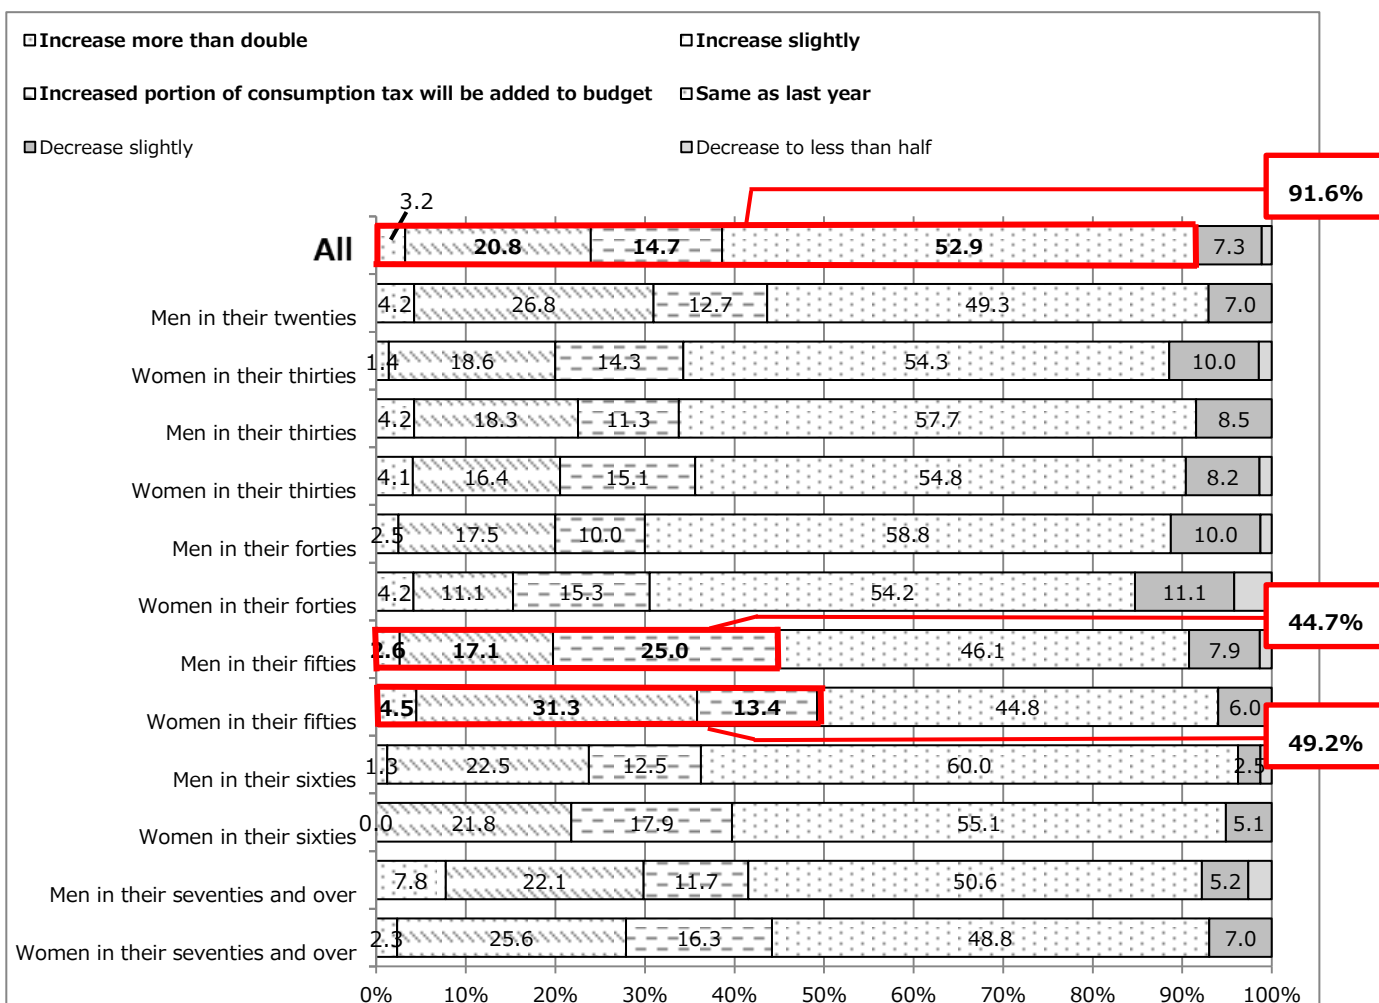 Increase more than double
Increase slightly
Increased portion of consumption tax will be added to budget
Same as last year
Decrease slightly
Decrease to less than half
91.6%
3.2
All 20.8 14.7 52.9 7.3
Men in their twenties 4.2 26.8 12.7 49.3 7.0
Women in their thirties 1.4 18.6 14.3 54.3 10.0
Men in their thirties 4.2 18.3 11.3 57.7 8.5
Women in their thirties 4.1 16.4 15.1 54.8 8.2
Men in their forties 2.5 17.5 10.0 58.8 10.0
Women in their forties 4.2 11.1 15.3 54.2 11.1
44.7%
Men in their fifties 2.6 17.1 25.0 46.1 7.9
Women in their fifties 4.5 31.3 13.4 44.8 6.0
49.2%
Men in their sixties 1.3 22.5 12.5 60.0 2.5
Women in their sixties 0.0 21.8 17.9 55.1 5.1
Men in their seventies and over 7.8 22.1 11.7 50.6 5.2
Women in their seventies and over 2.3 25.6 16.3 48.8 7.0
0% 10% 20% 30% 40% 50% 60% 70% 80% 90% 100%